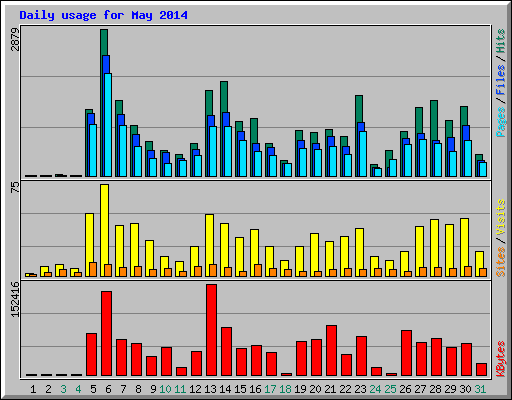 Daily usage for May 2014
2879
Pages/Files/Hits
75
Sites/Visits
152416
KBytes
1 2 3 4 5 6 7 8 9 10 11 12 13 14 15 16 17 18 19 20 21 22 23 24 25 26 27 28 29 30 31